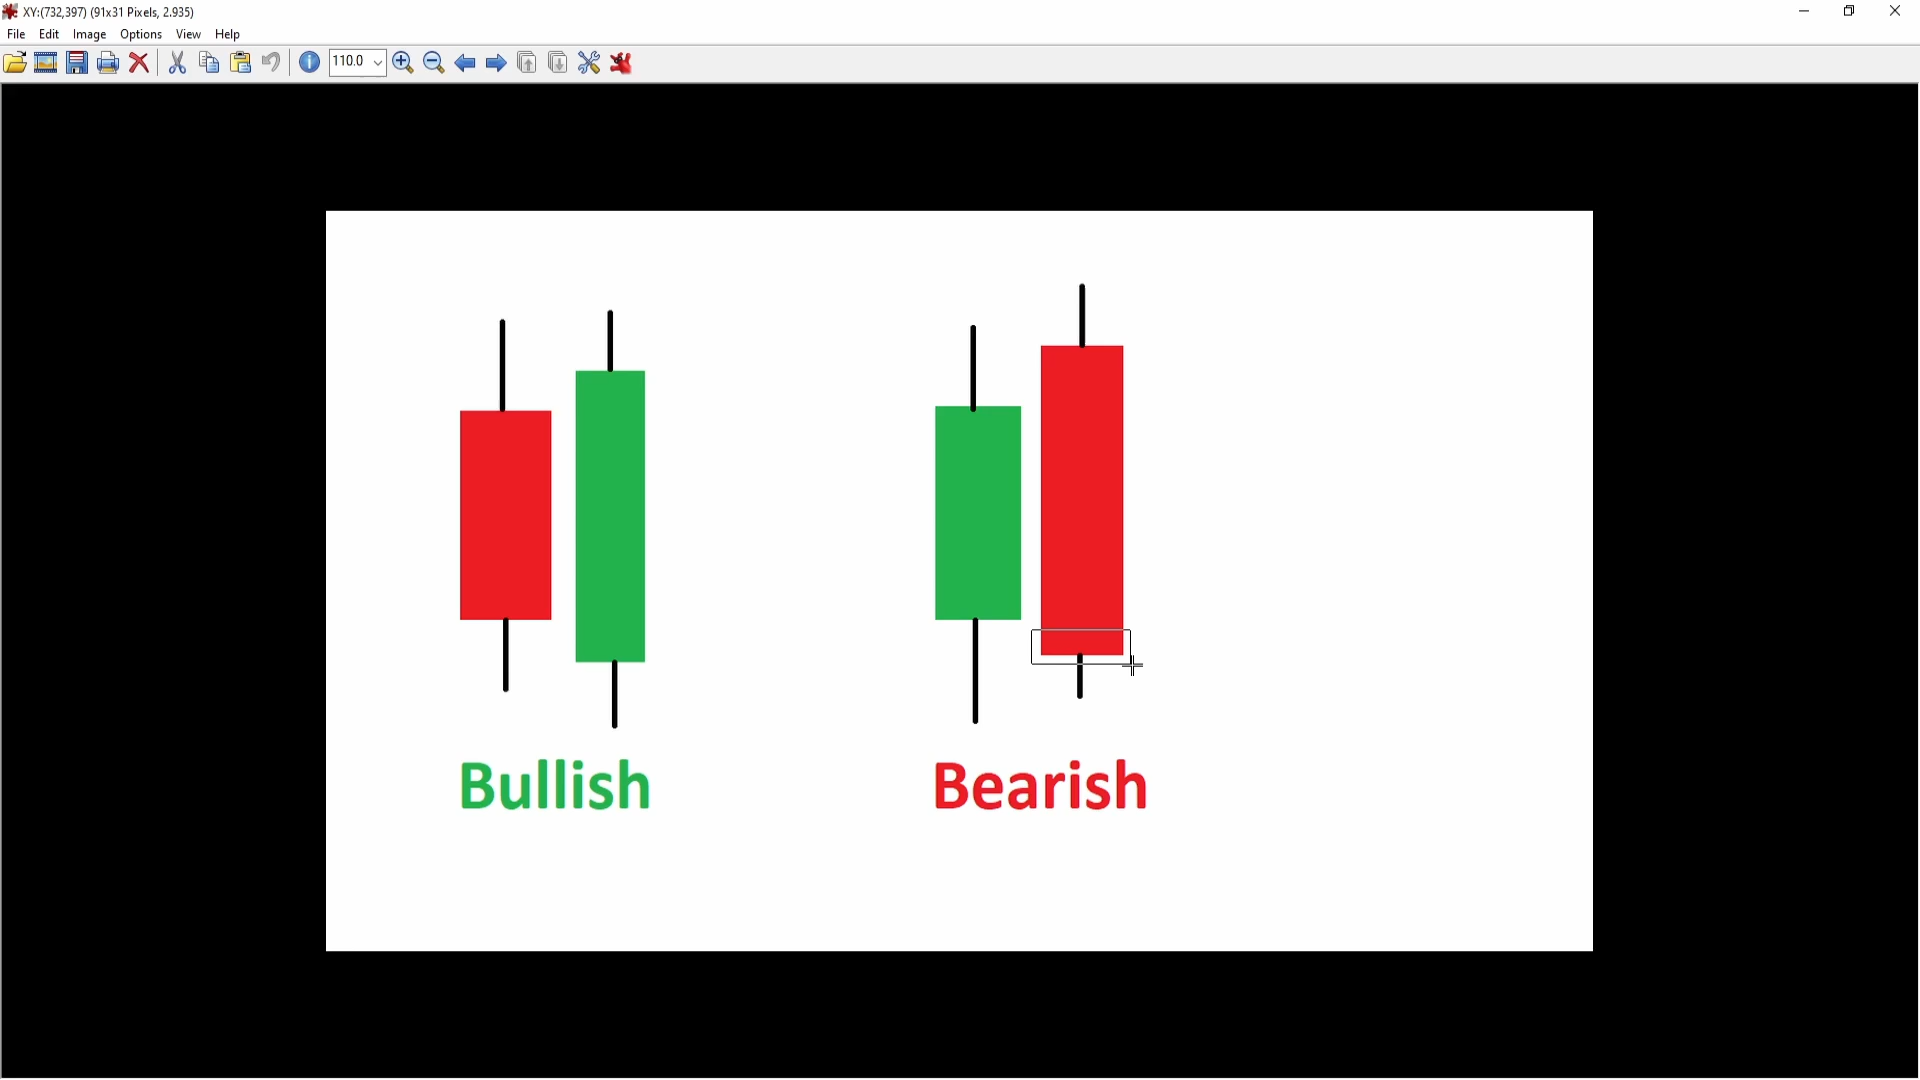 XY:(732,397) (91x31 Pixels, 2.935)
File Edit Image Options View Help
110.0
Bullish
Bearish